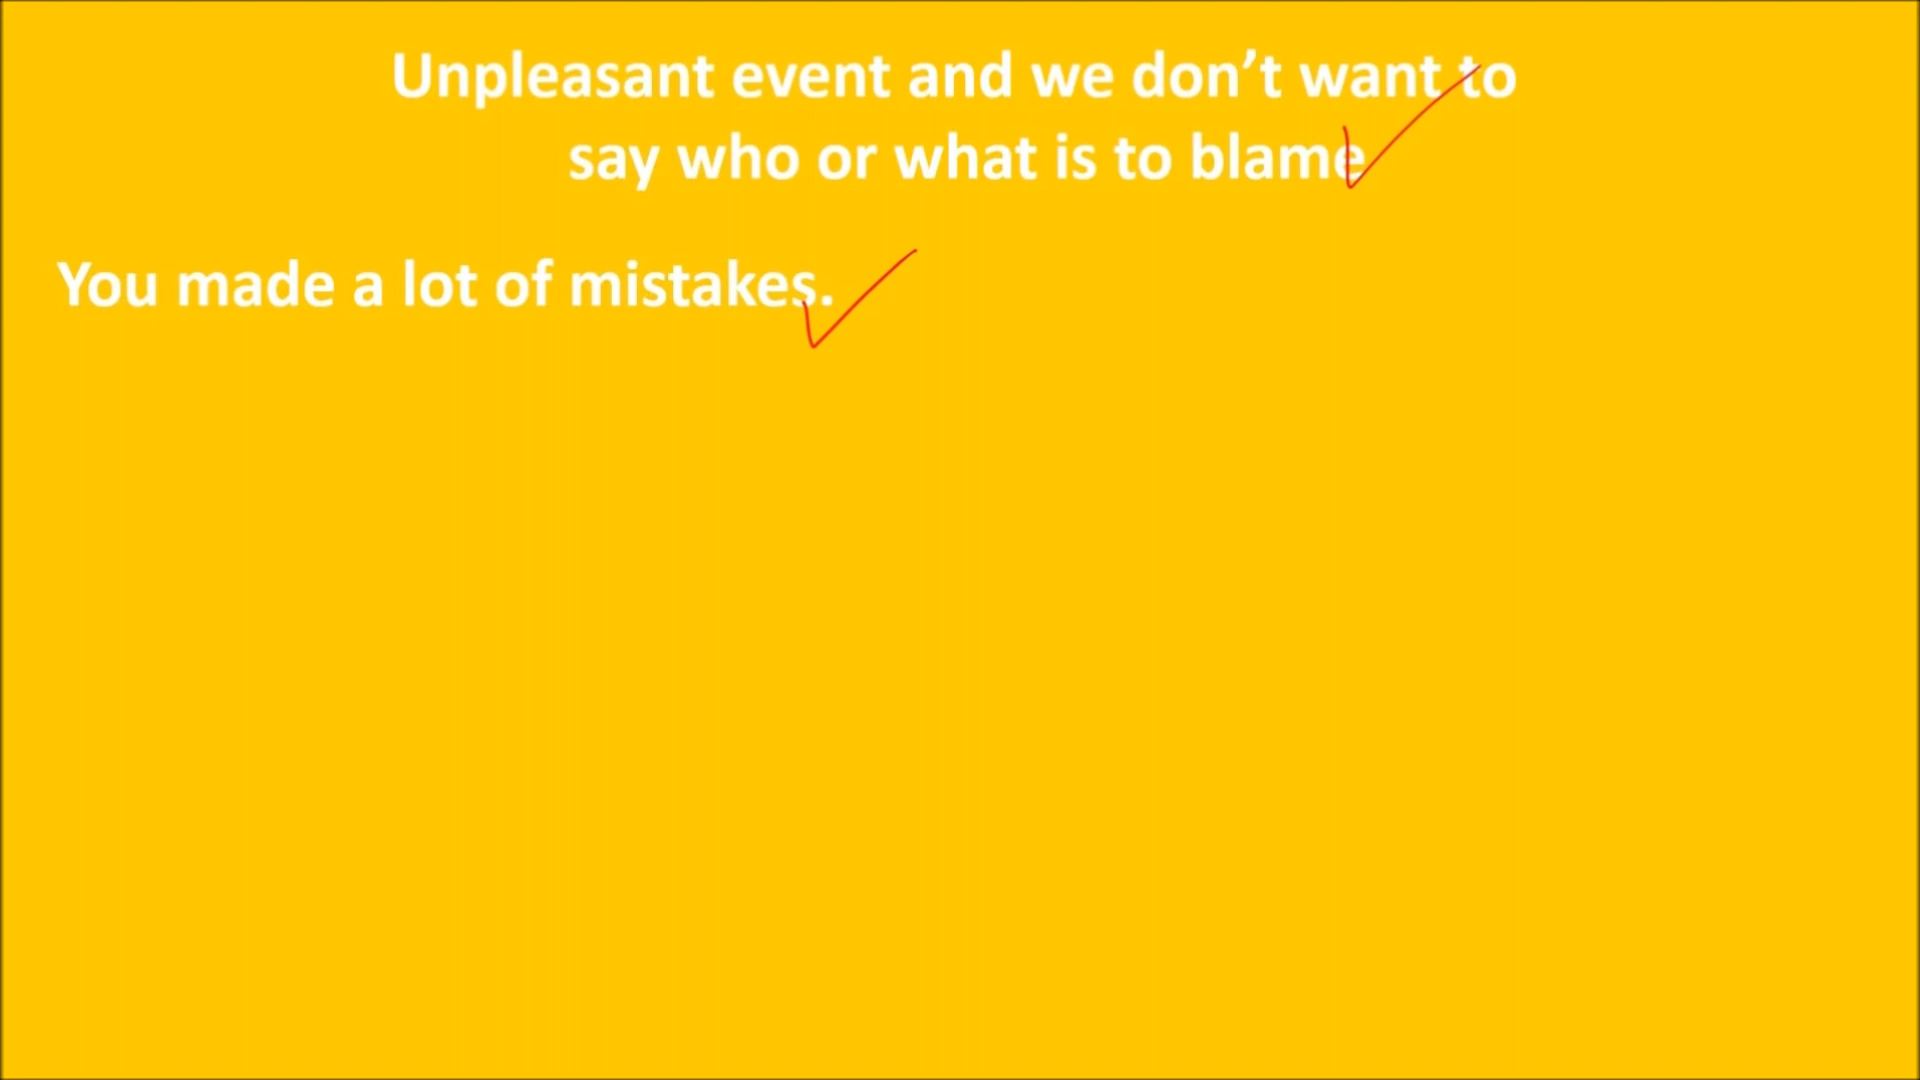 Unpleasant event and we don’t want to
say who or what is to blame
You made a lot of mistakes.